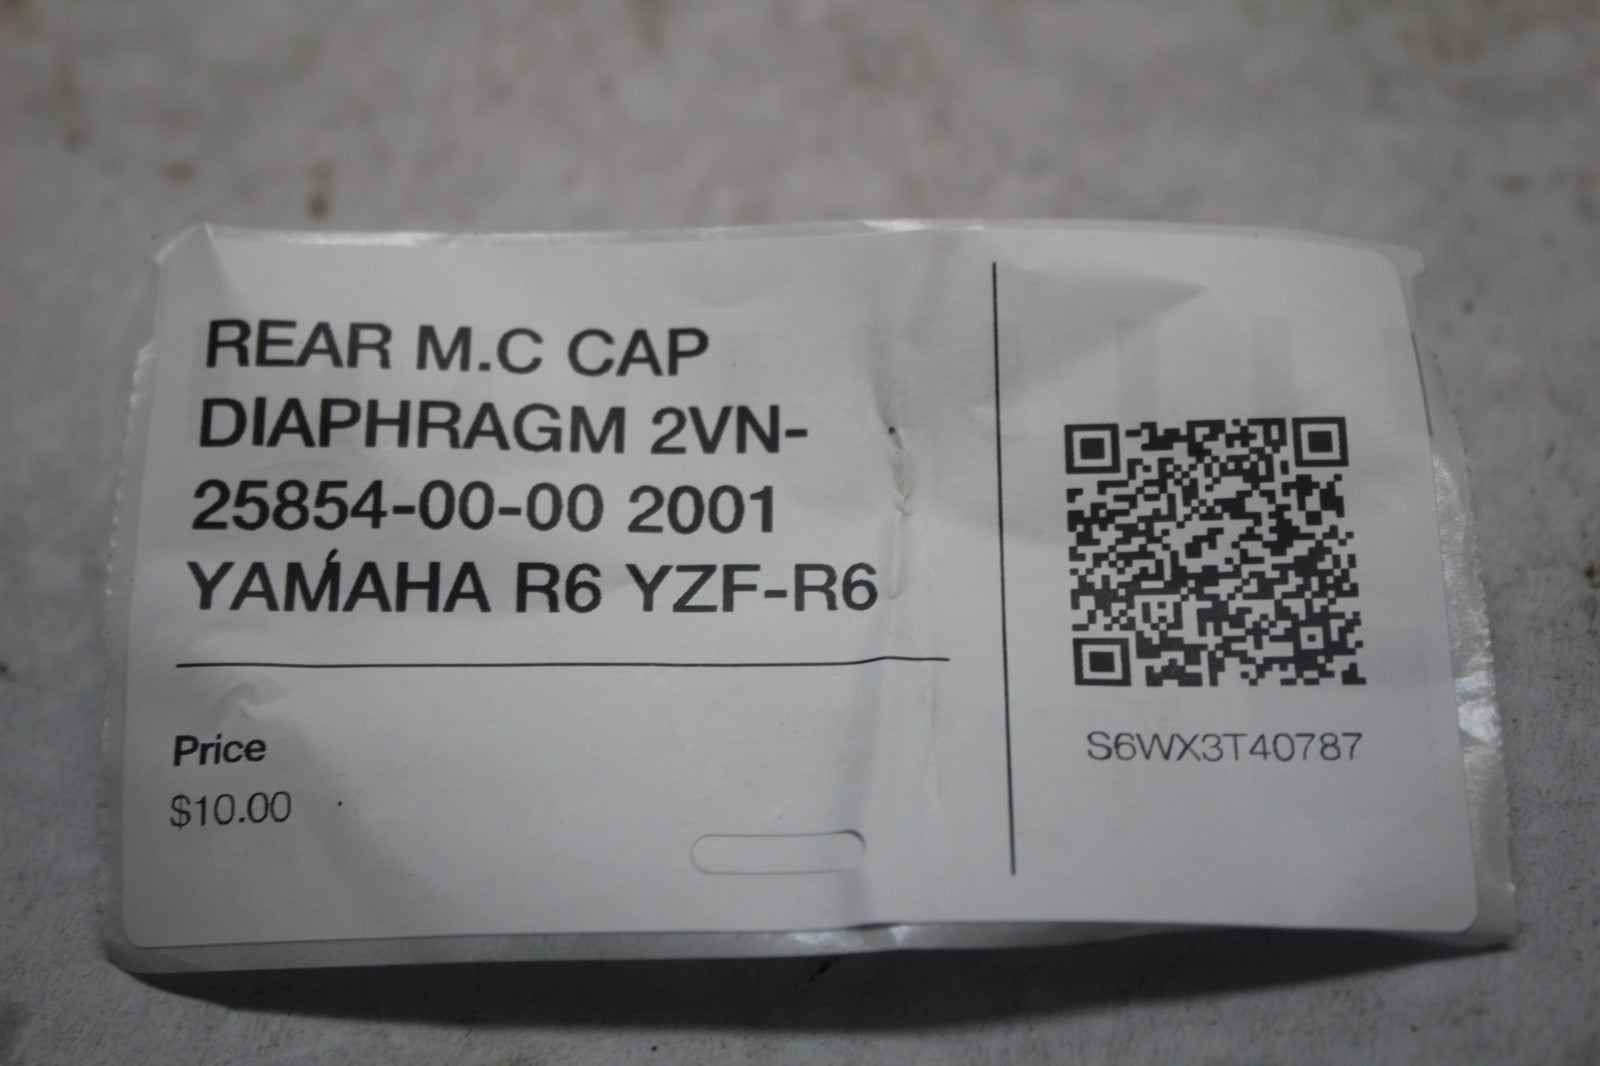 REAR M.C CAP
DIAPHRAGM 2VN-
25854-00-00 2001
YAMAHA R6 YZF-R6
Price
$10.00
S6WX3T40787